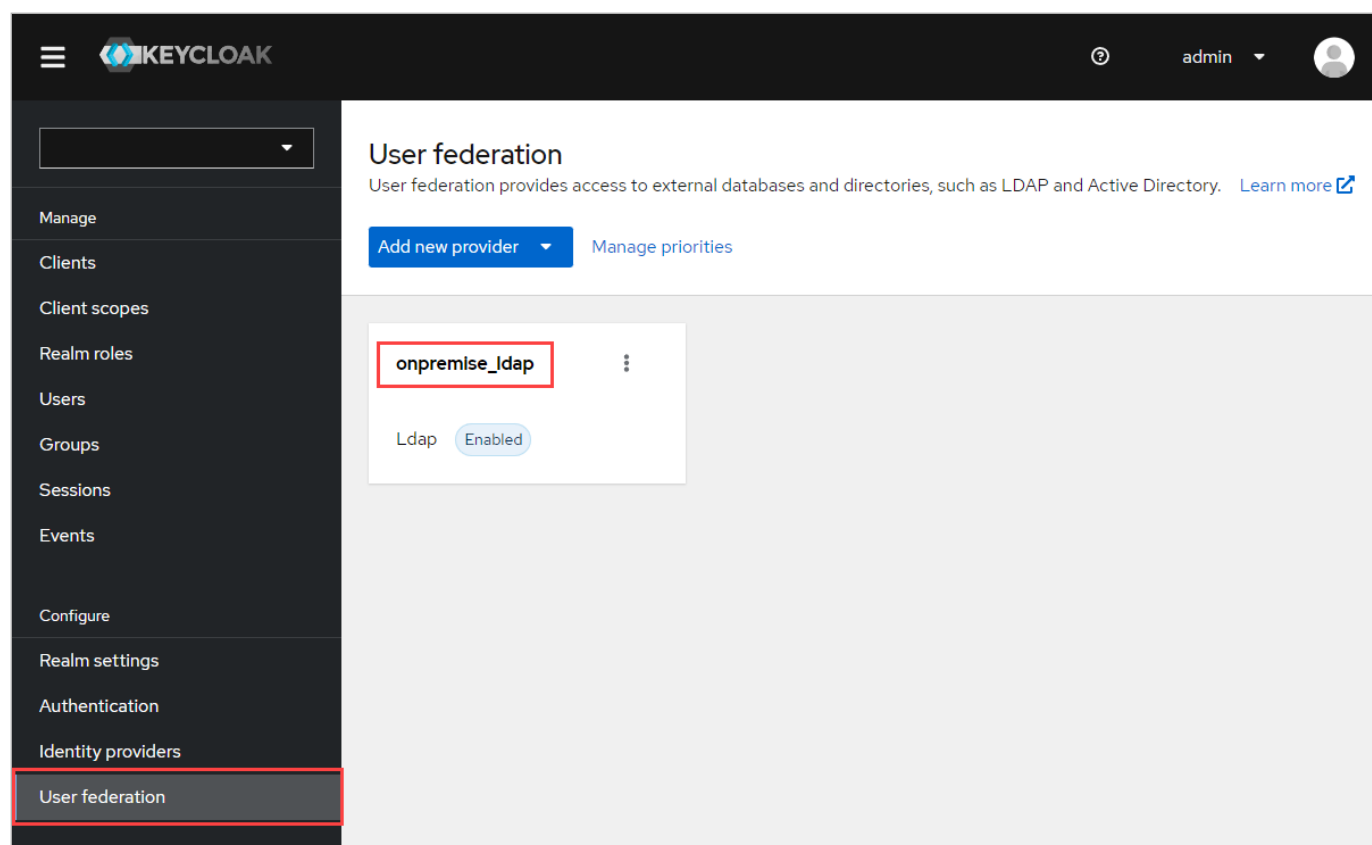 KEYCLOAK
admin
Manage
Clients
Client scopes
Realm roles
Users
Groups
Sessions
Events
Configure
Realm settings
Authentication
Identity providers
User federation
User federation
User federation provides access to external databases and directories, such as LDAP and Active Directory. Learn more
Add new provider Manage priorities
onpremise_ldap
Ldap Enabled